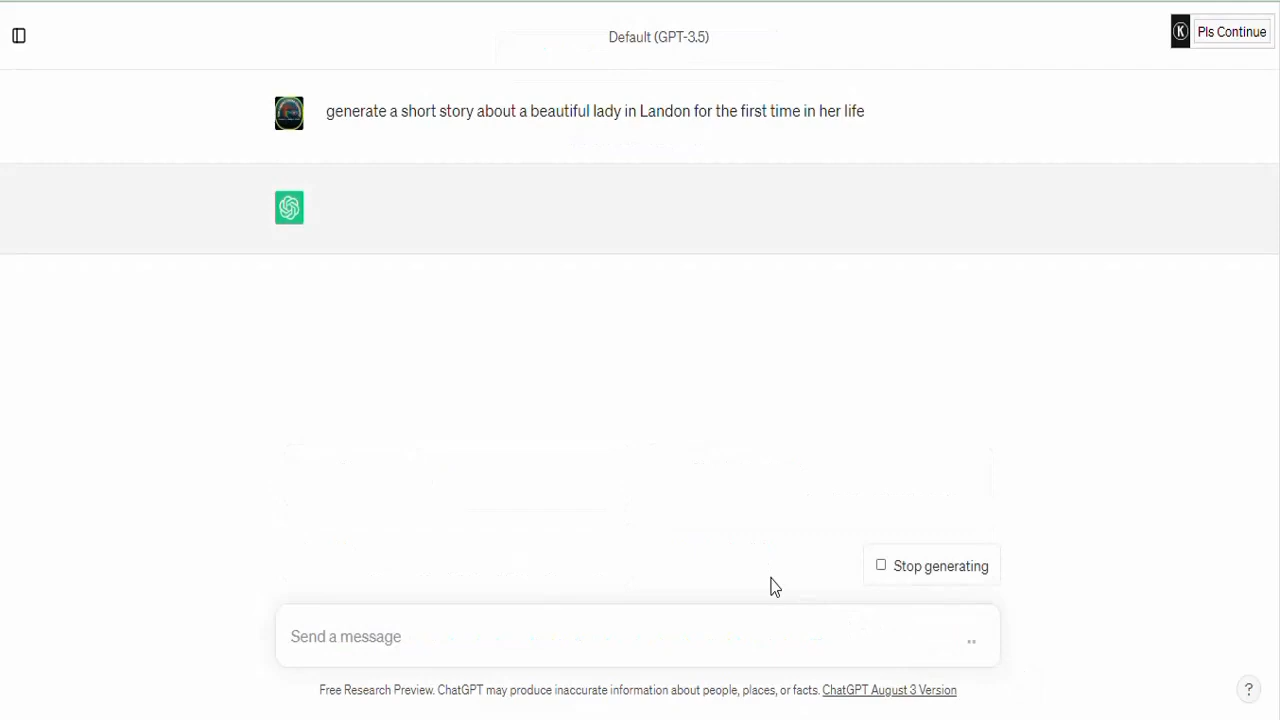 Default (GPT-3.5)
K Pls Continue
generate a short story about a beautiful lady in Landon for the first time in her life
Stop generating
Send a message
Free Research Preview. ChatGPT may produce inaccurate information about people, places, or facts. ChatGPT August 3 Version
?